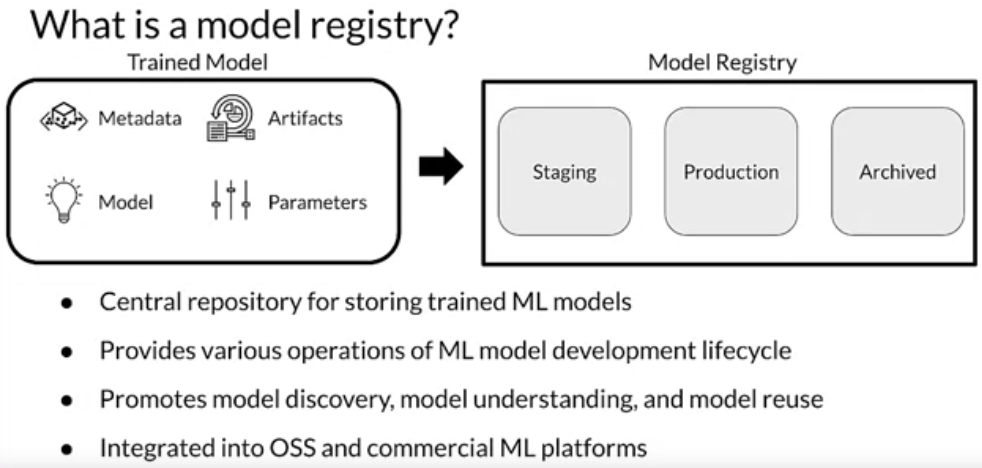 What is a model registry?
Trained Model
Model Registry
Metadata
Artifacts
Model
Parameters
Staging
Production
Archived
• Central repository for storing trained ML models
• Provides various operations of ML model development lifecycle
• Promotes model discovery, model understanding, and model reuse
• Integrated into OSS and commercial ML platforms